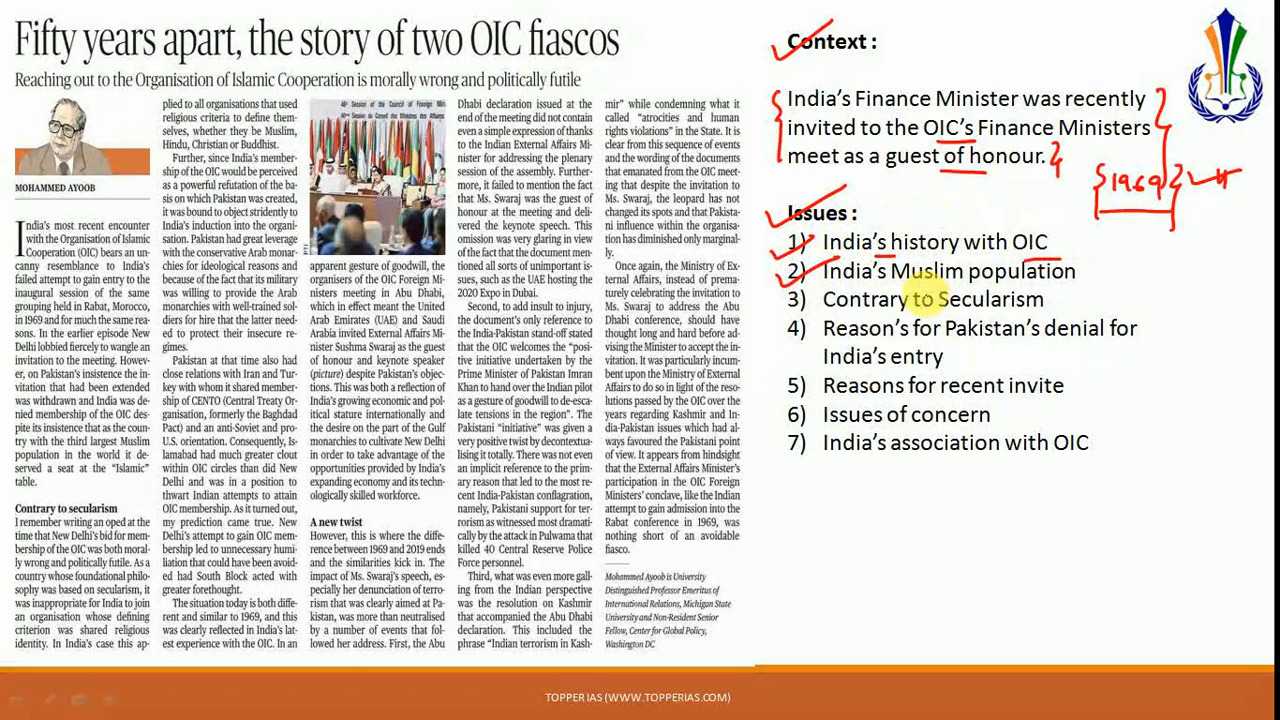 Fifty years apart, the story of two OIC fiascos
Reaching out to the Organisation of Islamic Cooperation is morally wrong and politically futile
MOHAMMED AYOOB
India's most recent encounter
with the Organisation of Islamic
Cooperation (OIC) bears an un-
canny resemblance to India's
failed attempt to gain entry to the
inaugural session of the same
grouping held in Rabat, Morocco,
in 1969 and for much the same rea-
sons. In the earlier episode New
Delhi lobbied fiercely to wangle an
invitation to the meeting. Howev-
er, on Pakistan's insistence the in-
vitation that had been extended
was withdrawn and India was de-
nied membership of the OIC des-
pite its insistence that as the coun-
try with the third largest Muslim
population in the world it de-
served a seat at the "Islamic"
table.
Contrary to secularism
I remember writing an oped at the
time that New Delhi's bid for mem-
bership of the OIC was both moral-
ly wrong and politically futile. As a
country whose foundational philo-
sophy was based on secularism, it
was inappropriate for India to join
an organisation whose defining
criterion was shared religious
identity. In India's case this ap-
plied to all organisations that used
religious criteria to define them-
selves, whether they be Muslim,
Hindu, Christian or Buddhist.
Further, since India's member-
ship of the OIC would be perceived
as a powerful refutation of the ba-
sis on which Pakistan was created,
it was bound to object stridently to
India's induction into the organi-
sation. Pakistan had great leverage
with the conservative Arab monar-
chies for ideological reasons and
because of the fact that its military
was willing to provide the Arab
monarchies with well-trained sol-
diers for hire that the latter need-
ed to protect their insecure re-
gimes.
Pakistan at that time also had
close relations with Iran and Tur-
key with whom it shared member-
ship of CENTO (Central Treaty Or-
ganisation, formerly the Baghdad
Pact) and an anti-Soviet and pro-
U.S. orientation. Consequently, Is-
lamabad had much greater clout
within OIC circles than did New
Delhi and was in a position to
thwart Indian attempts to attain
OIC membership. As it turned out,
my prediction came true. New
Delhi's attempt to gain OIC mem-
bership led to unnecessary humi-
liation that could have been avoid-
ed had South Block acted with
greater forethought.
The situation today is both diffe-
rent and similar to 1969, and this
was clearly reflected in India's lat-
est experience with the OIC. In an
46th Session of the Council of Foreign Min
46ème Session du Conseil des Ministres des Affaires
PTI
apparent gesture of goodwill, the
organisers of the OIC Foreign
Ministers meeting in Abu Dhabi,
which in effect meant the United
Arab Emirates (UAE) and Saudi
Arabia invited External Affairs Mi-
nister Sushma Swaraj as the guest
of honour and keynote speaker
(picture) despite Pakistan's objec-
tions. This was both a reflection of
India's growing economic and pol-
itical stature internationally and
the desire on the part of the Gulf
monarchies to cultivate New Delhi
in order to take advantage of the
opportunities provided by India's
expanding economy and its techn-
ologically skilled workforce.
A new twist
However, this is where the diffe-
rence between 1969 and 2019 ends
and the similarities kick in. The
impact of Ms. Swaraj's speech, es-
pecially her denunciation of terro-
rism that was clearly aimed at Pa-
kistan, was more than neutralised
by a number of events that fol-
lowed her address. First, the Abu
Dhabi declaration issued at the
end of the meeting did not contain
even a simple expression of thanks
to the Indian External Affairs Mi-
nister for addressing the plenary
session of the assembly. Further-
more, it failed to mention the fact
that Ms. Swaraj was the guest of
honour at the meeting and deli-
vered the keynote speech. This
omission was very glaring in view
of the fact that the document men-
tioned all sorts of unimportant is-
sues, such as the UAE hosting the
2020 Expo in Dubai.
Second, to add insult to injury,
the document's only reference to
the India-Pakistan stand-off stated
that the OIC welcomes the "posi-
tive initiative undertaken by the
Prime Minister of Pakistan Imran
Khan to hand over the Indian pilot
as a gesture of goodwill to de-esca-
late tensions in the region". The
Pakistani "initiative" was given a
very positive twist by decontextua-
lising it totally. There was not even
an implicit reference to the prim-
ary reason that led to the most re-
cent India-Pakistan conflagration,
namely, Pakistani support for ter-
rorism as witnessed most dramati-
cally by the attack in Pulwama that
killed 40 Central Reserve Police
Force personnel.
Third, what was even more gall-
ing from the Indian perspective
was the resolution on Kashmir
that accompanied the Abu Dhabi
declaration. This included the
phrase "Indian terrorism in Kash-
mir" while condemning what it
called "atrocities and human
rights violations" in the State. It is
clear from this sequence of events
and the wording of the documents
that emanated from the OIC meet-
ing that despite the invitation to
Ms. Swaraj, the leopard has not
changed its spots and that Pakista-
ni influence within the organisa-
tion has diminished only marginal-
ly.
Once again, the Ministry of Ex-
ternal Affairs, instead of prema-
turely celebrating the invitation to
Ms. Swaraj to address the Abu
Dhabi conference, should have
thought long and hard before ad-
vising the Minister to accept the in-
vitation. It was particularly incum-
bent upon the Ministry of External
Affairs to do so in light of the reso-
lutions passed by the OIC over the
years regarding Kashmir and In-
dia-Pakistan issues which had al-
ways favoured the Pakistani point
of view. It appears from hindsight
that the External Affairs Minister's
participation in the OIC Foreign
Ministers' conclave, like the Indian
attempt to gain admission into the
Rabat conference in 1969, was
nothing short of an avoidable
fiasco.
Mohammed Ayoob is University
Distinguished Professor Emeritus of
International Relations, Michigan State
University and Non-Resident Senior
Fellow, Center for Global Policy,
Washington DC
Context :
India's Finance Minister was recently
invited to the OIC's Finance Ministers
meet as a guest of honour.
1969
Issues :
1) India's history with OIC
2) India's Muslim population
3) Contrary to Secularism
4) Reason's for Pakistan's denial for
India's entry
5) Reasons for recent invite
6) Issues of concern
7) India's association with OIC
TOPPER IAS (WWW.TOPPERIAS.COM)